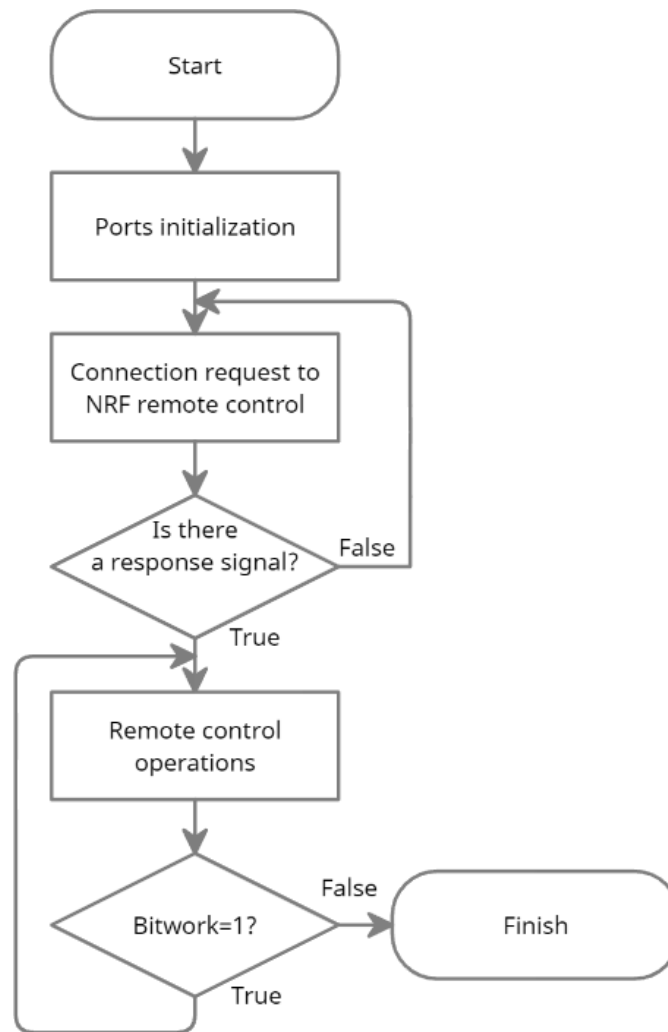 Start
Ports initialization
Connection request to
NRF remote control
Is there
a response signal?
False
True
Remote control
operations
Bitwork=1?
False
Finish
True